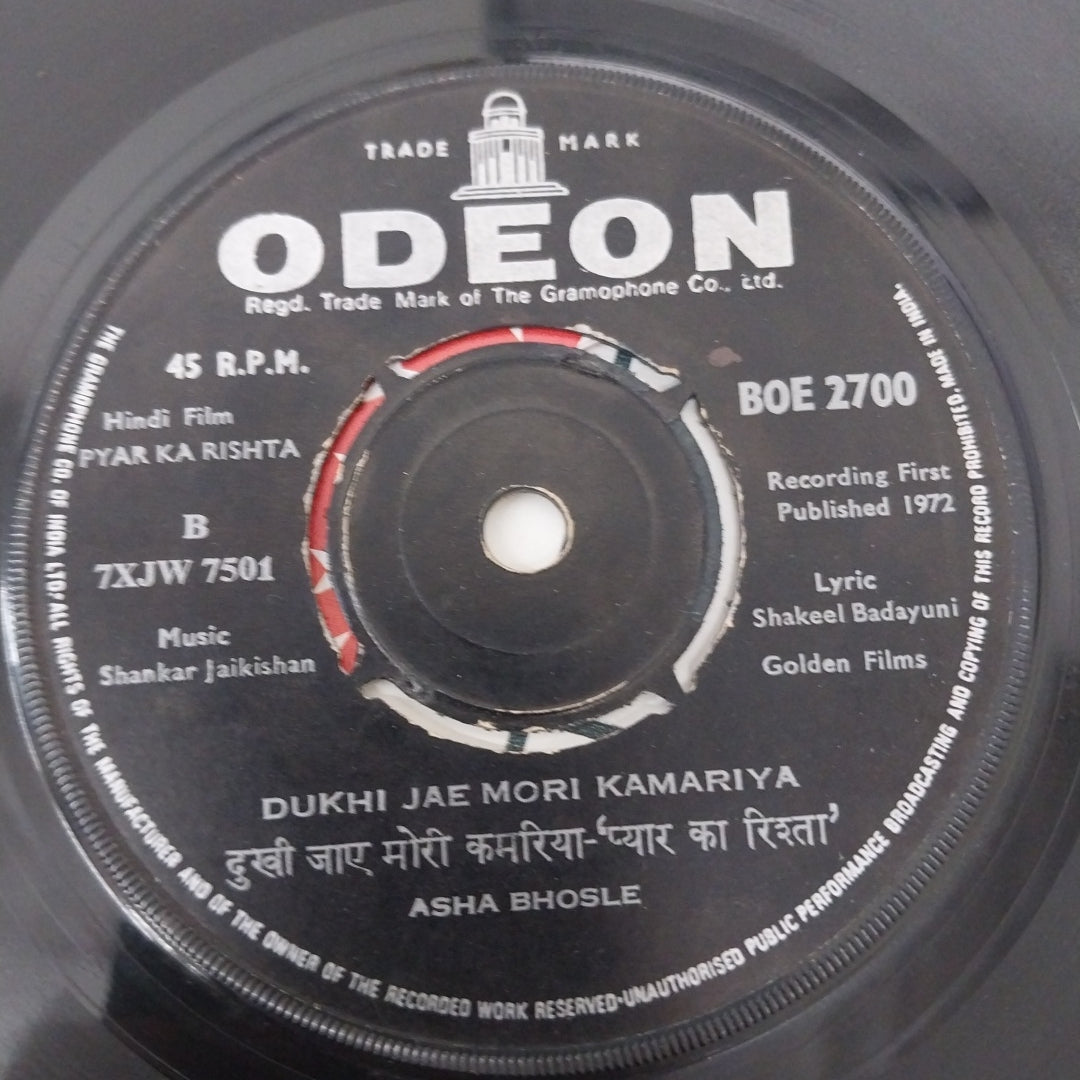 TRADE MARK
ODEON
Regd. Trade Mark of The Gramophone Co., Ltd.
45 R.P.M.
Hindi Film
PYAR KA RISHTA
B
7XJW 7501
Music
Shankar Jaikishan
BOE 2700
Recording First
Published 1972
Lyric
Shakeel Badayuni
Golden Films
DUKHI JAE MORI KAMARIYA
दुखी जाए मोरी कमरिया-‘प्यार का रिश्ता’
ASHA BHOSLE
THE GRAMOPHONE CO. OF INDIA LTD. ALL RIGHTS OF THE MANUFACTURER AND OF THE OWNER OF THE RECORDED WORK RESERVED·UNAUTHORISED PUBLIC PERFORMANCE BROADCASTING AND COPYING OF THIS RECORD PROHIBITED. MADE IN INDIA.